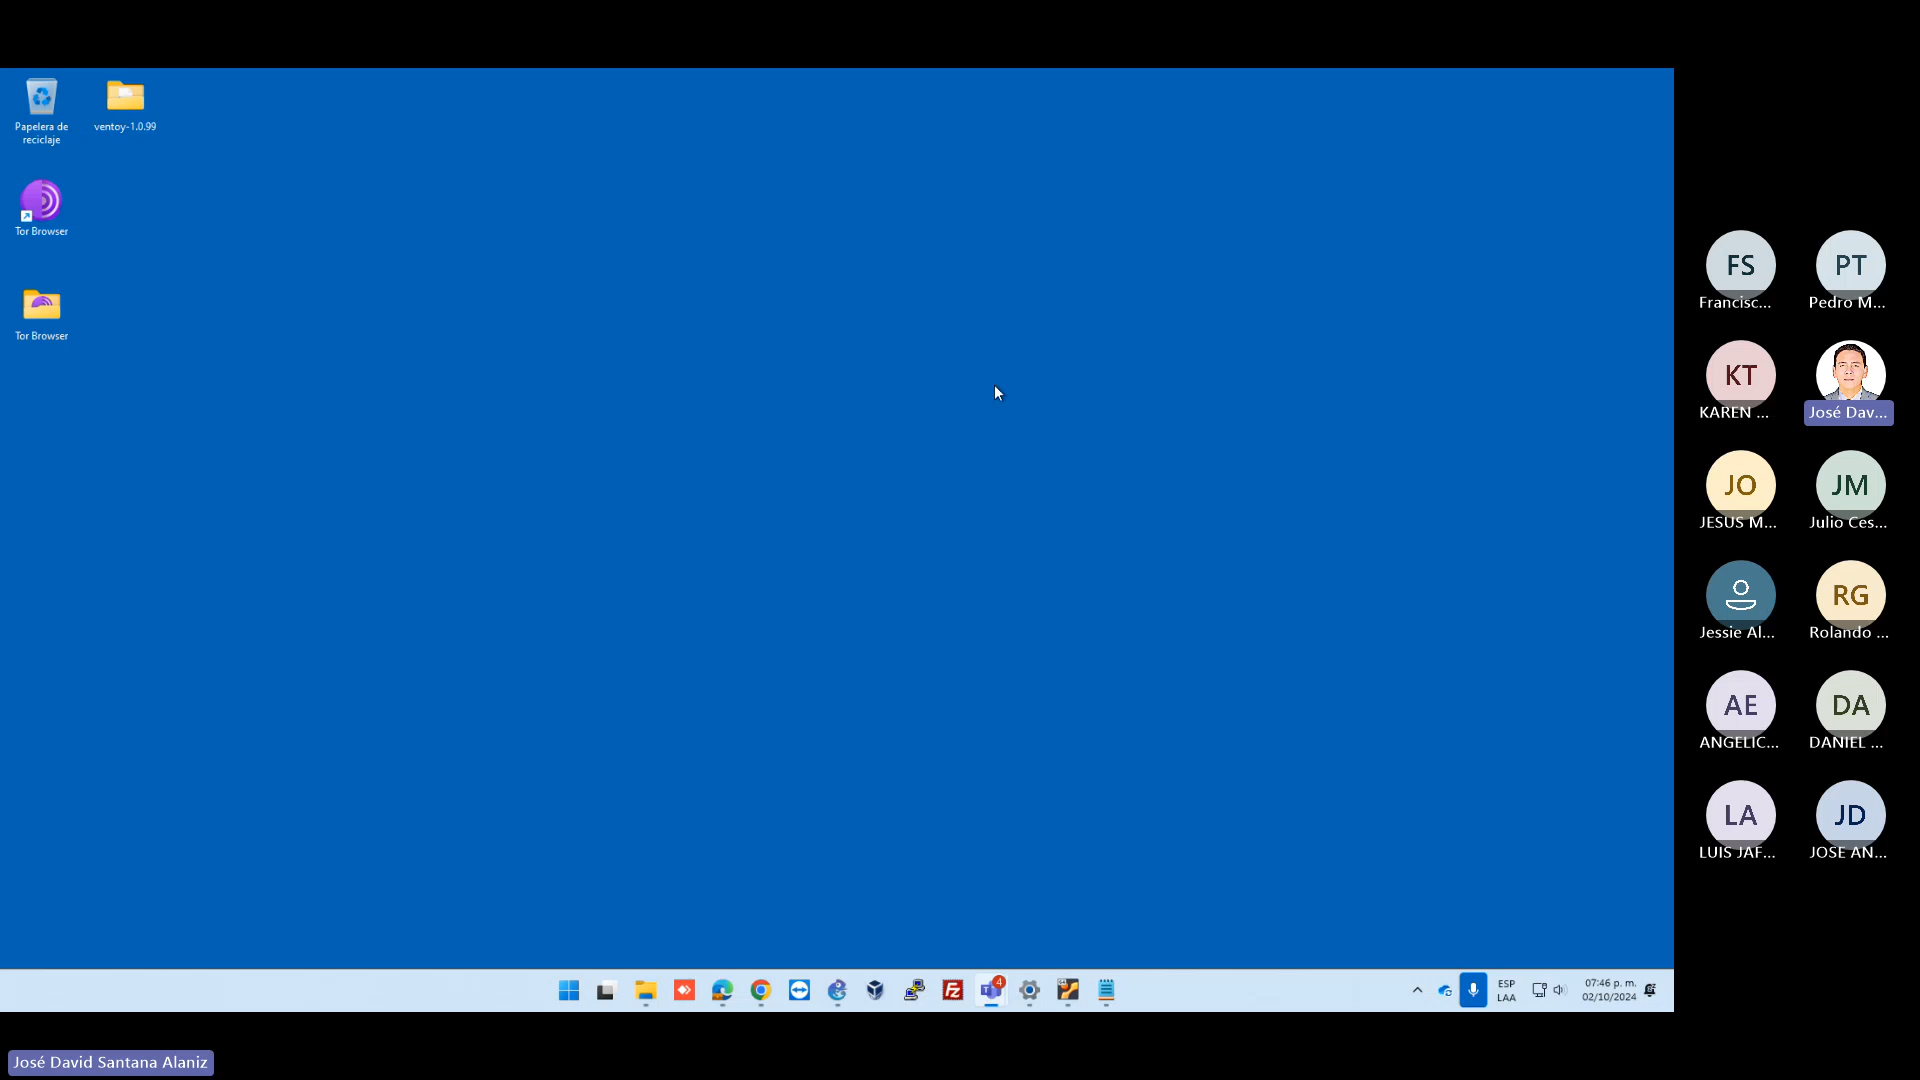 Papelera de
reciclaje
ventoy-1.0.99
Tor Browser
Tor Browser
FS
Francisc...
PT
Pedro M...
KT
KAREN ...
José Dav...
JO
JESUS M...
JM
Julio Ces...
Jessie Al...
RG
Rolando ...
AE
ANGELIC...
DA
DANIEL ...
LA
LUIS JAF...
JD
JOSE AN...
FZ
4
ESP
LAA
07:46 p. m.
02/10/2024
José David Santana Alaniz